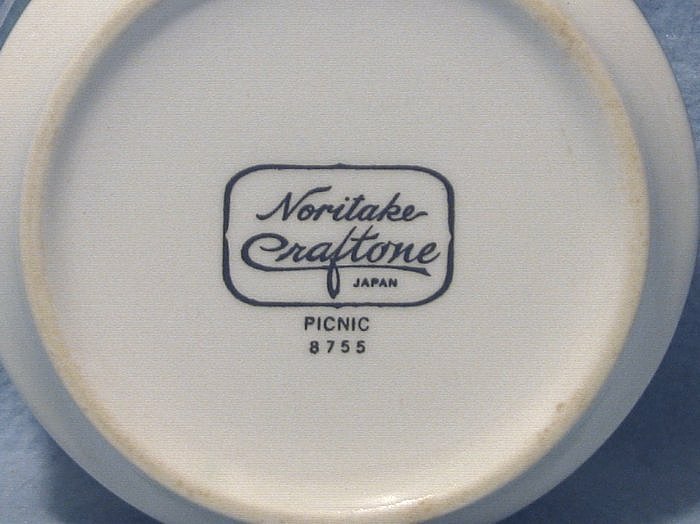 Noritake
Craftone
JAPAN
PICNIC
8755